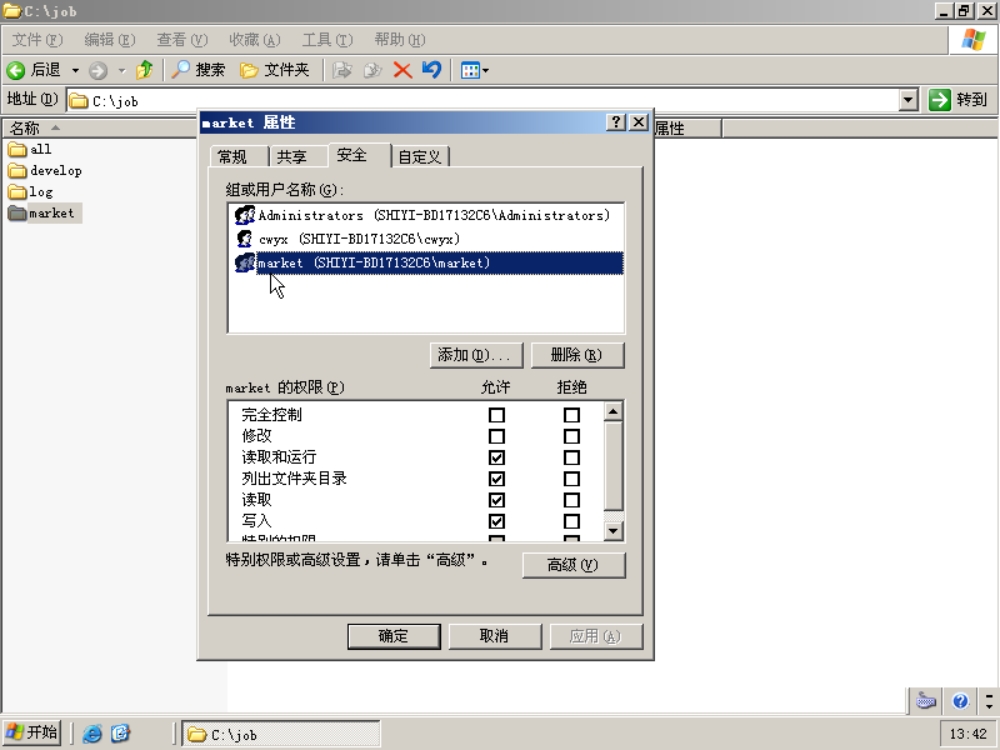 C:\job
文件(F) 编辑(E) 查看(V) 收藏(A) 工具(T) 帮助(H)
后退 搜索 文件夹
地址(D) C:\job 转到
名称 属性
all
develop
log
market
market 属性
常规 共享 安全 自定义
组或用户名称(G):
Administrators (SHIYI-BD17132C6\Administrators)
cwyx (SHIYI-BD17132C6\cwyx)
market (SHIYI-BD17132C6\market)
添加(D)... 删除(R)
market 的权限(P) 允许 拒绝
完全控制
修改
读取和运行
列出文件夹目录
读取
写入
特别的权限
特别权限或高级设置，请单击“高级”。
高级(V)
确定 取消 应用(A)
开始 C:\job 13:42